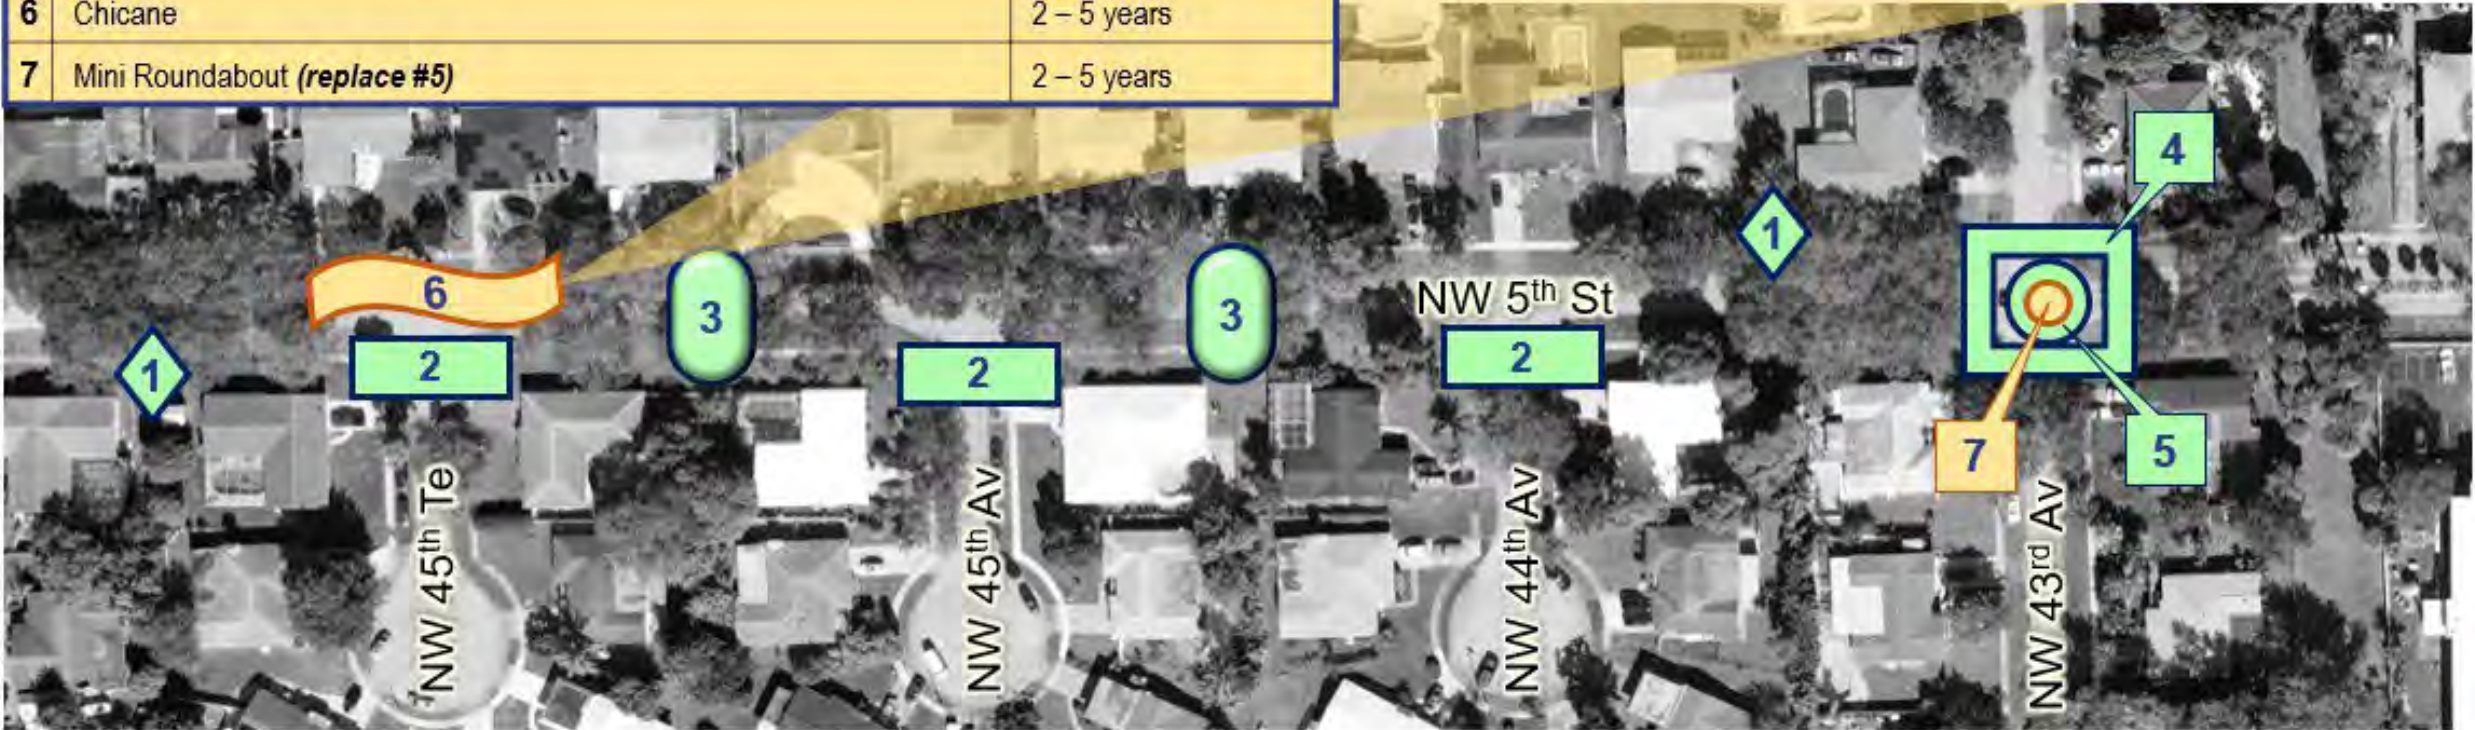 6 Chicane 2 – 5 years
7 Mini Roundabout (replace #5) 2 – 5 years
4
1
6
3
3
NW 5th St
1
2
2
2
7
5
NW 45th Te
NW 45th Av
NW 44th Av
NW 43rd Av